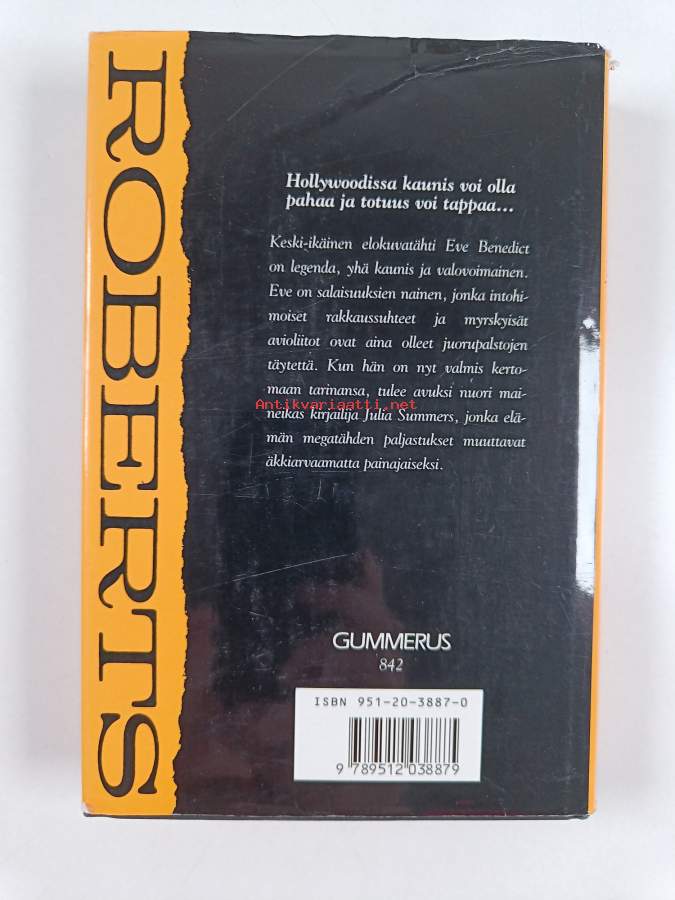 ROBERTS
Hollywoodissa kaunis voi olla
pahaa ja totuus voi tappaa...
Keski-ikäinen elokuvatähti Eve Benedict
on legenda, yhä kaunis ja valovoimainen.
Eve on salaisuuksien nainen, jonka intohi-
moiset rakkaussuhteet ja myrskyisät
avioliitot ovat aina olleet juorupalstojen
täytettä. Kun hän on nyt valmis kerto-
maan tarinansa, tulee avuksi nuori mai-
Antikvariaatti.net
neikas kirjailija Julia Summers, jonka elä-
män megatähden paljastukset muuttavat
äkkiarvaamatta painajaiseksi.
GUMMERUS
842
ISBN 951-20-3887-0
9 789512 038879